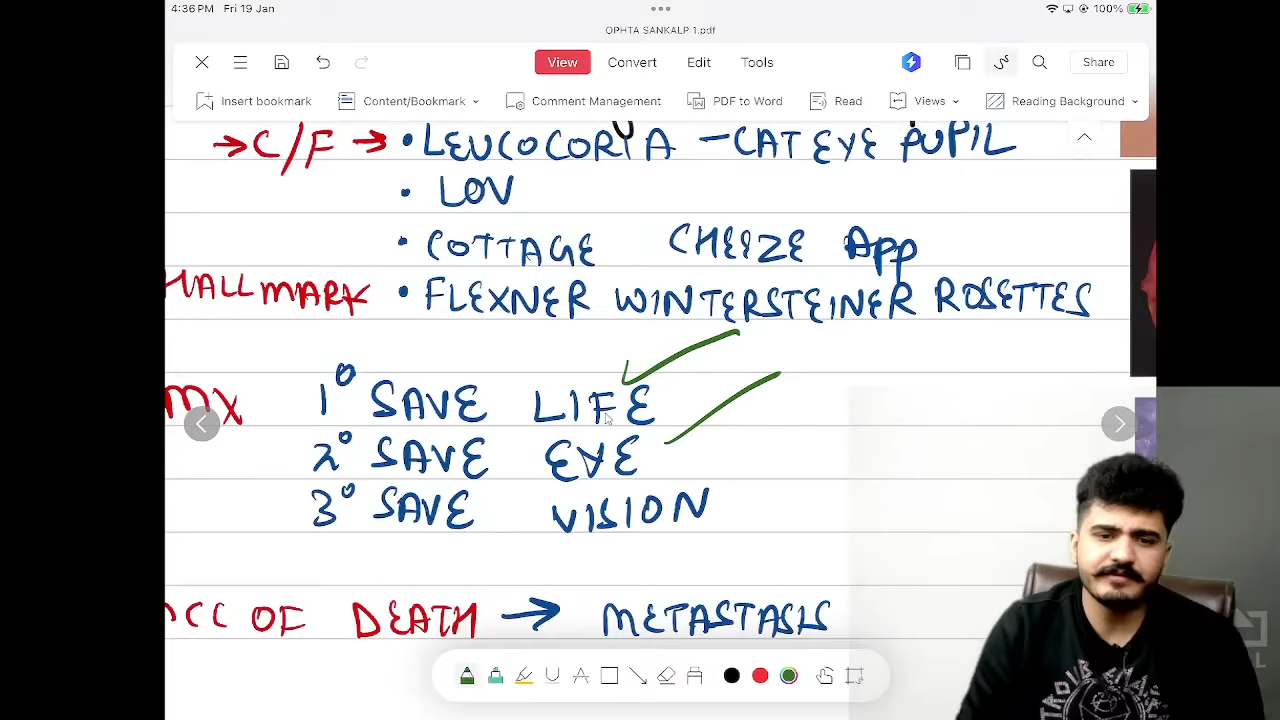 4:36 PM Fri 19 Jan
100%
OPHTA SANKALP 1.pdf
View Convert Edit Tools
Share
Insert bookmark Content/Bookmark Comment Management PDF to Word Read Views Reading Background
→ C/F → • LEUCOCORYA – CAT EYE PUPIL
• LOV
• COTTAGE CHEEZE App
HALLMARK • FLEXNER WINTERSTEINER ROSETTES
MX 1° SAVE LIFE
2° SAVE EYE
3° SAVE VISION
OF DEATH → METASTASIS